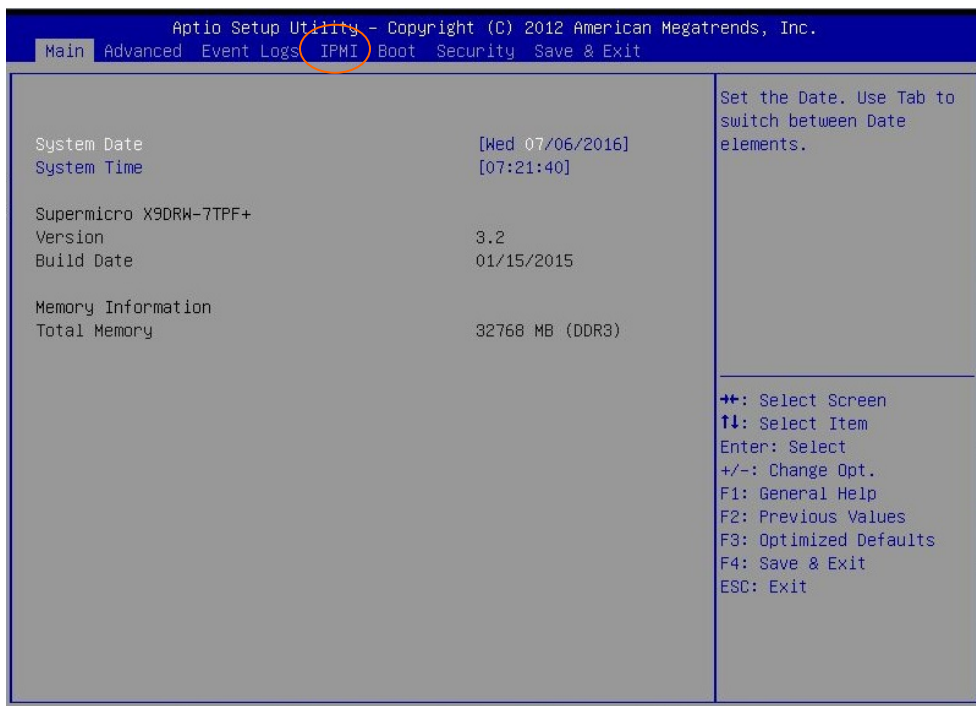 Aptio Setup Utility – Copyright (C) 2012 American Megatrends, Inc.
Main Advanced Event Logs IPMI Boot Security Save & Exit
System Date [Wed 07/06/2016]
System Time [07:21:40]
Supermicro X9DRW-7TPF+
Version 3.2
Build Date 01/15/2015
Memory Information
Total Memory 32768 MB (DDR3)
Set the Date. Use Tab to
switch between Date
elements.
→←: Select Screen
↑↓: Select Item
Enter: Select
+/-: Change Opt.
F1: General Help
F2: Previous Values
F3: Optimized Defaults
F4: Save & Exit
ESC: Exit